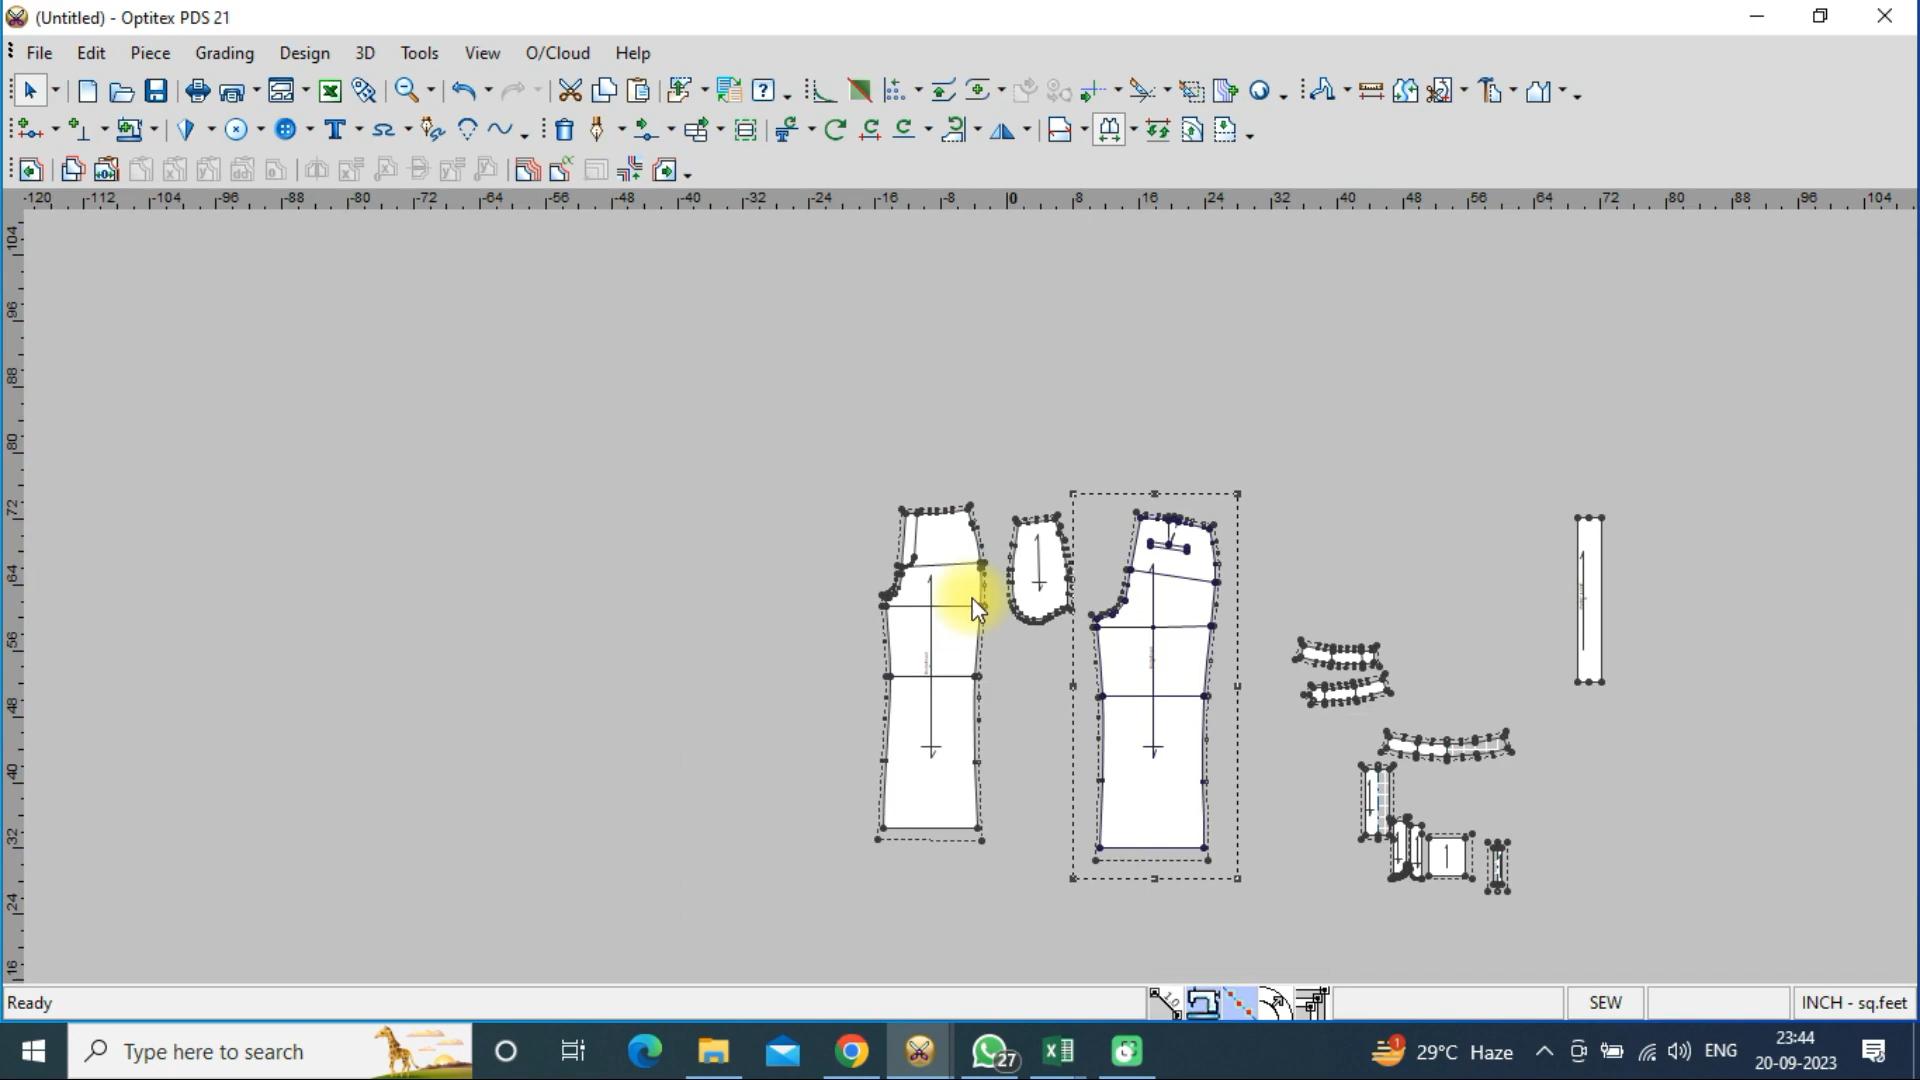 (Untitled) - Optitex PDS 21
File Edit Piece Grading Design 3D Tools View O/Cloud Help
-120 -112 -104 -96 -88 -80 -72 -64 -56 -48 -40 -32 -24 -16 -8 0 8 16 24 32 40 48 56 64 72 80 88 96 104
104
96
88
80
72
64
56
48
40
32
24
16
Ready
1.0
SEW
INCH - sq.feet
Type here to search
27
1
29°C Haze
ENG
23:44
20-09-2023